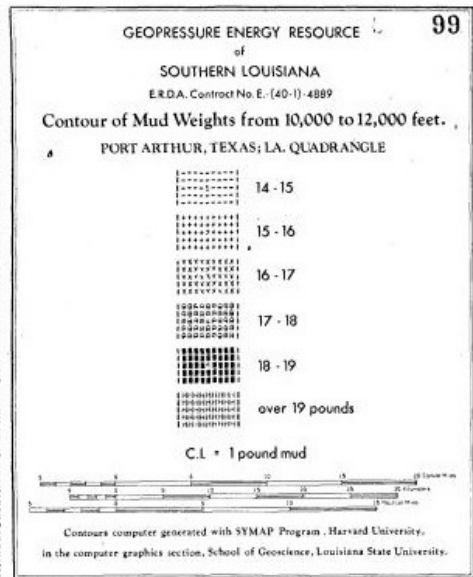 99
GEOPRESSURE ENERGY RESOURCE
of
SOUTHERN LOUISIANA
E.R.D.A. Contract No. E-(40-1)-4889
Contour of Mud Weights from 10,000 to 12,000 feet.
PORT ARTHUR, TEXAS; LA. QUADRANGLE
14-15
15-16
16-17
17-18
18-19
over 19 pounds
C.I. = 1 pound mud
Contours computer generated with SYMAP Program, Harvard University,
in the computer graphics section, School of Geoscience, Louisiana State University.